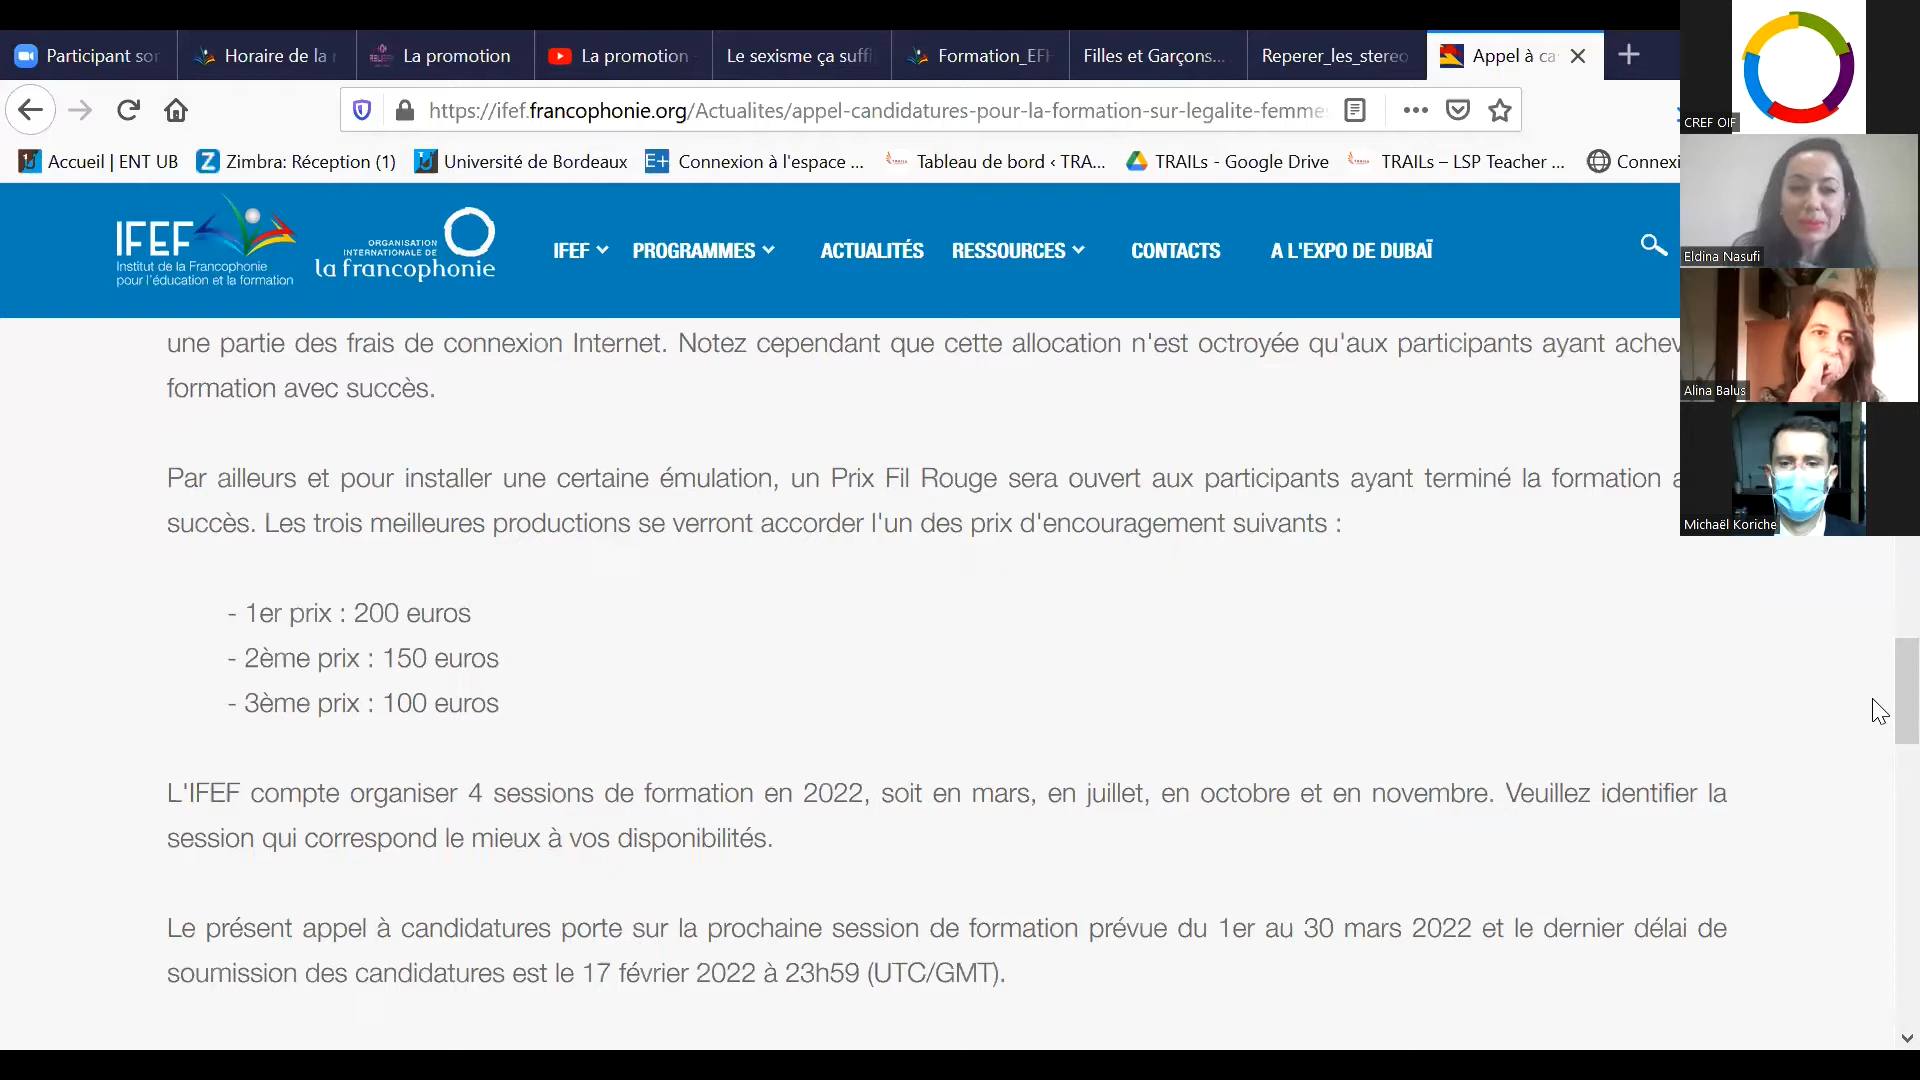 Participant sor
Horaire de la
La promotion
La promotion
Le sexisme ça suffi
Formation_EFH
Filles et Garçons...
Reperer_les_stereo
Appel à ca
https://ifef.francophonie.org/Actualites/appel-candidatures-pour-la-formation-sur-legalite-femme
Accueil | ENT UB
Zimbra: Réception (1)
Université de Bordeaux
E+ Connexion à l'espace ...
Tableau de bord ‹ TRA...
TRAILs - Google Drive
TRAILs – LSP Teacher ...
Connexi
CREF OIF
Eldina Nasufi
Alina Balus
Michaël Koriche
IFEF
Institut de la Francophonie
pour l'éducation et la formation
ORGANISATION
INTERNATIONALE DE
la francophonie
IFEF
PROGRAMMES
ACTUALITÉS
RESSOURCES
CONTACTS
A L'EXPO DE DUBAÏ
une partie des frais de connexion Internet. Notez cependant que cette allocation n'est octroyée qu'aux participants ayant achev
formation avec succès.
Par ailleurs et pour installer une certaine émulation, un Prix Fil Rouge sera ouvert aux participants ayant terminé la formation a
succès. Les trois meilleures productions se verront accorder l'un des prix d'encouragement suivants :
- 1er prix : 200 euros
- 2ème prix : 150 euros
- 3ème prix : 100 euros
L'IFEF compte organiser 4 sessions de formation en 2022, soit en mars, en juillet, en octobre et en novembre. Veuillez identifier la
session qui correspond le mieux à vos disponibilités.
Le présent appel à candidatures porte sur la prochaine session de formation prévue du 1er au 30 mars 2022 et le dernier délai de
soumission des candidatures est le 17 février 2022 à 23h59 (UTC/GMT).